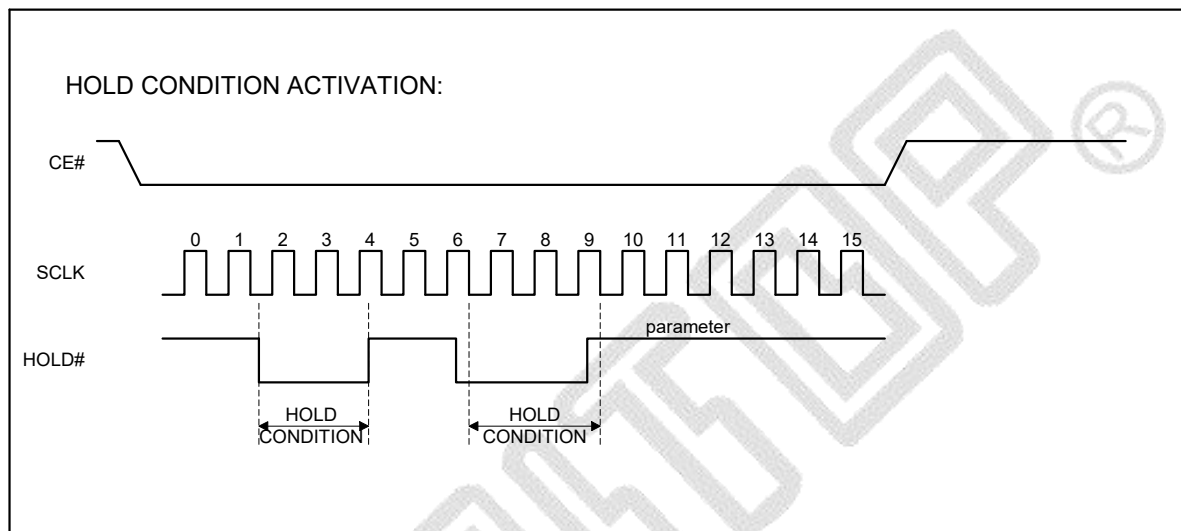 HOLD CONDITION ACTIVATION:
CE#
0 1 2 3 4 5 6 7 8 9 10 11 12 13 14 15
SCLK
parameter
HOLD#
HOLD
CONDITION
HOLD
CONDITION
®